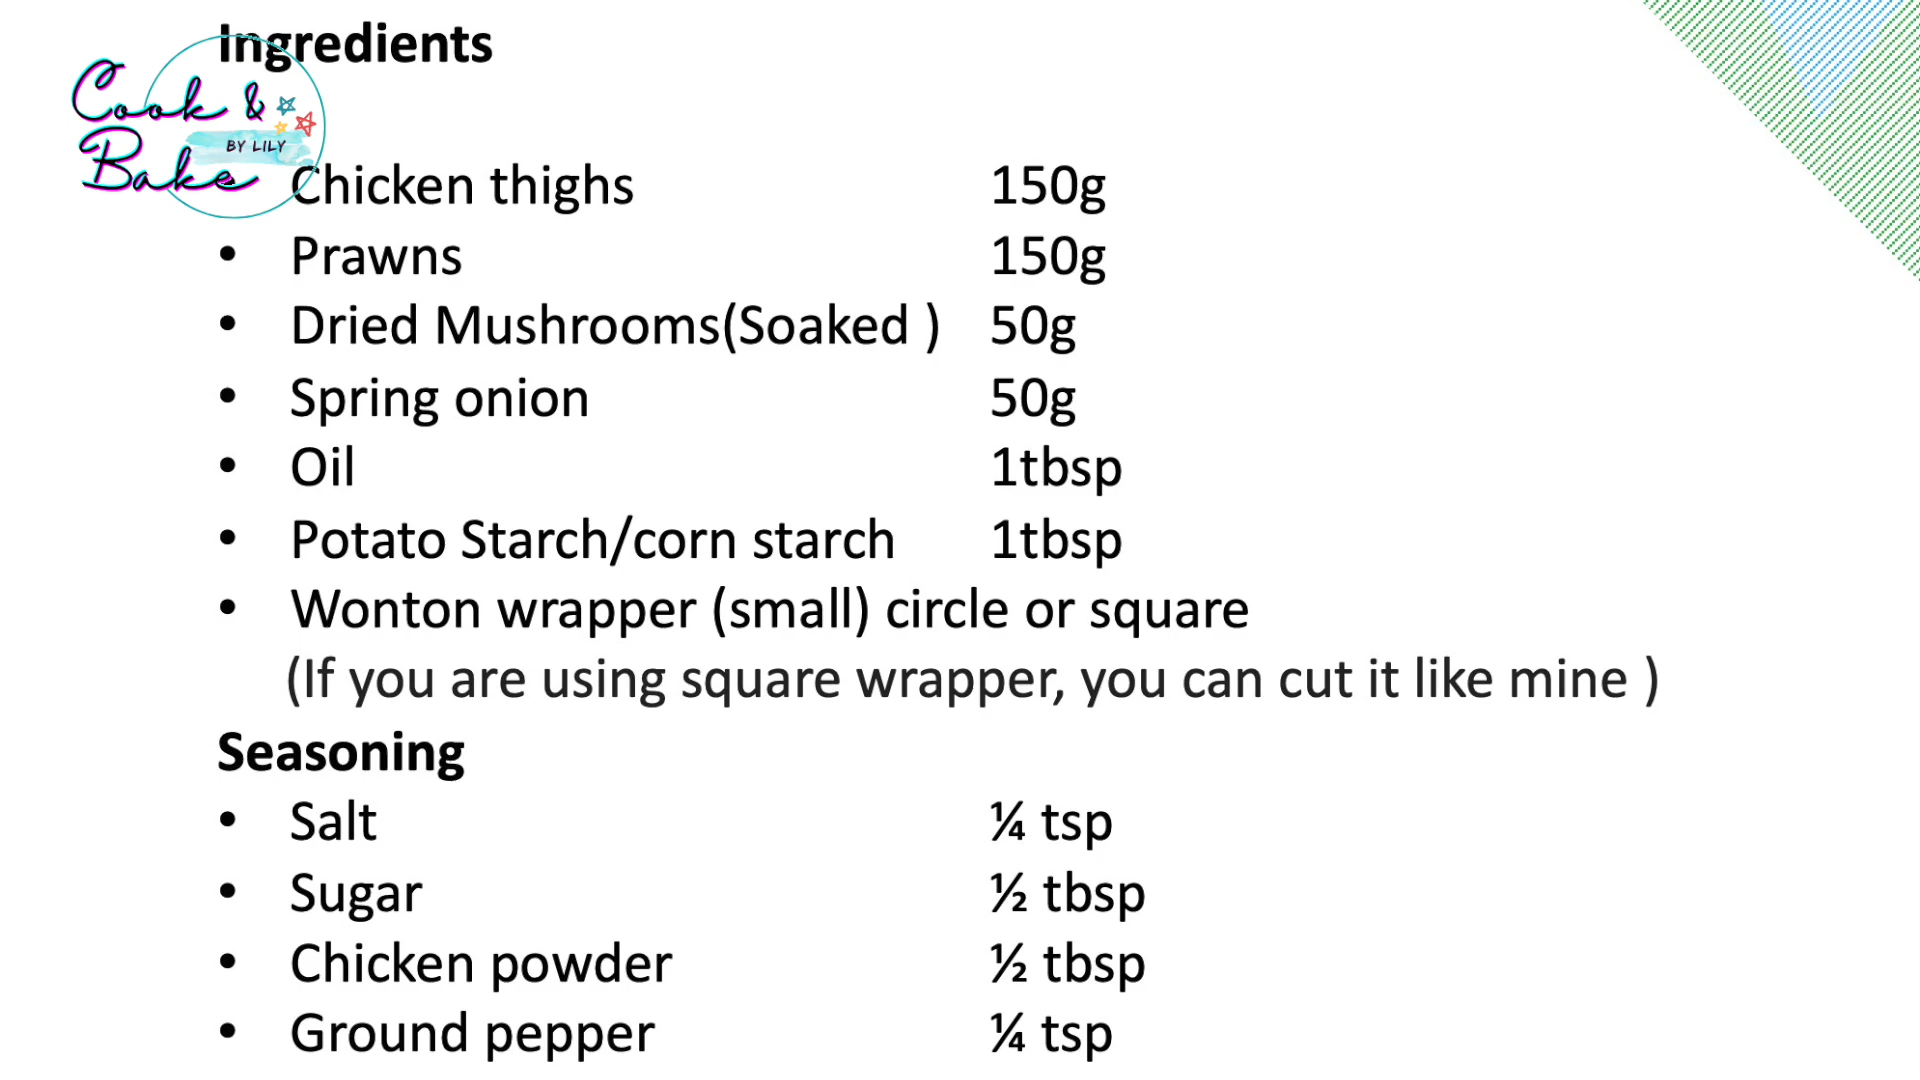 Ingredients
Cook &
Bake
BY LILY
Chicken thighs 150g
• Prawns 150g
• Dried Mushrooms(Soaked ) 50g
• Spring onion 50g
• Oil 1tbsp
• Potato Starch/corn starch 1tbsp
• Wonton wrapper (small) circle or square
(If you are using square wrapper, you can cut it like mine )
Seasoning
• Salt ¼ tsp
• Sugar ½ tbsp
• Chicken powder ½ tbsp
• Ground pepper ¼ tsp